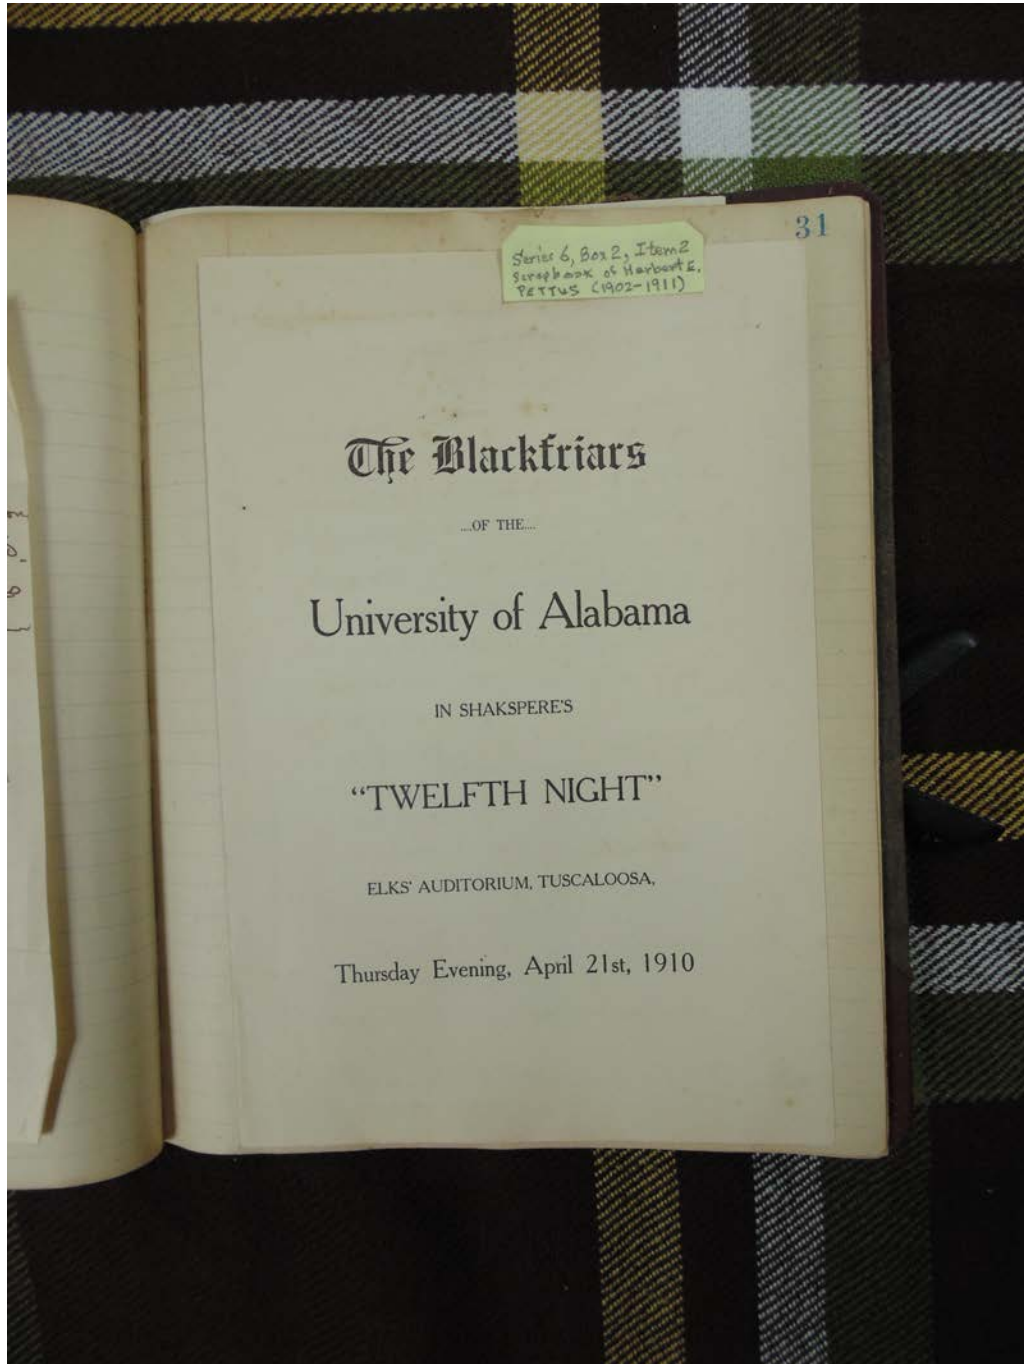 31
Series 6, Box 2, Item 2
Scrapbook of Herbert E.
PETTUS (1902-1911)
The Blackfriars
....OF THE....
University of Alabama
IN SHAKSPERE'S
“TWELFTH NIGHT”
ELKS' AUDITORIUM, TUSCALOOSA,
Thursday Evening, April 21st, 1910